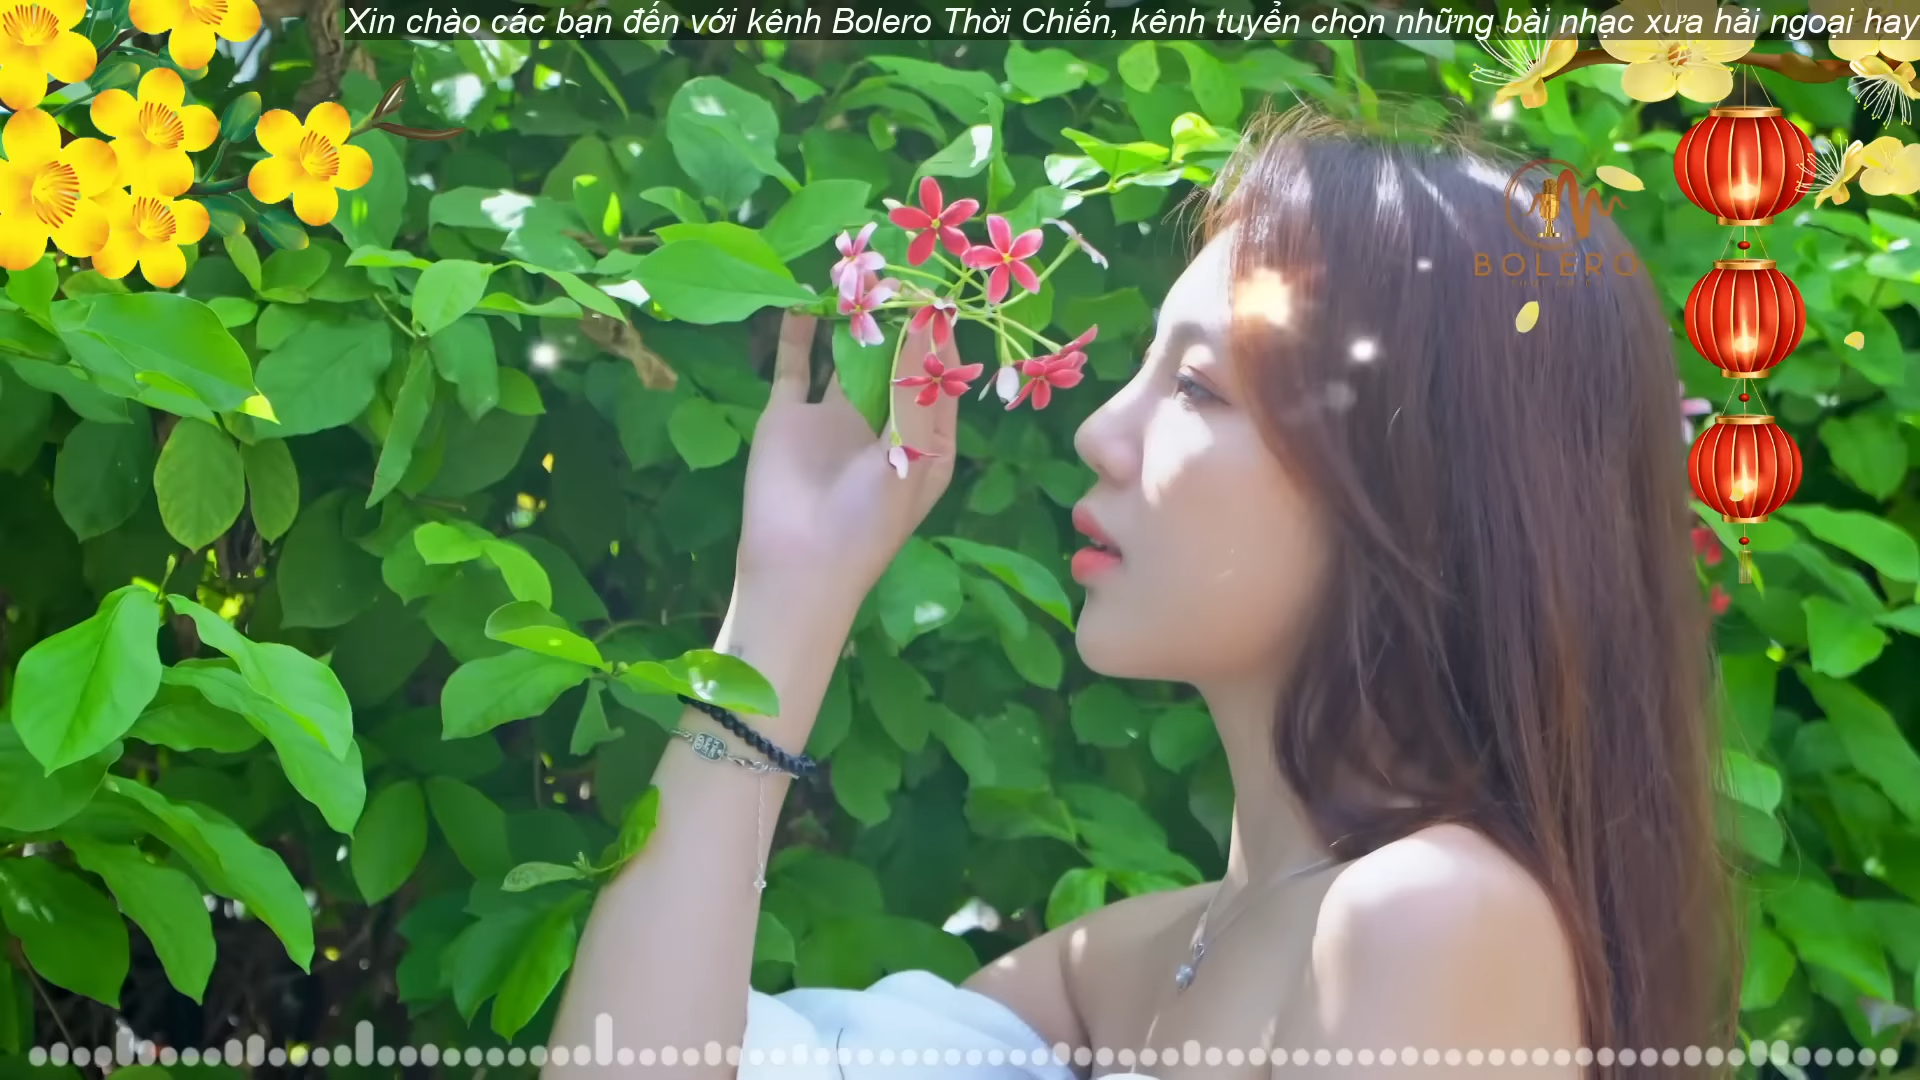 Xin chào các bạn đến với kênh Bolero Thời Chiến, kênh tuyển chọn những bài nhạc xưa hải ngoại hay
BOLERO